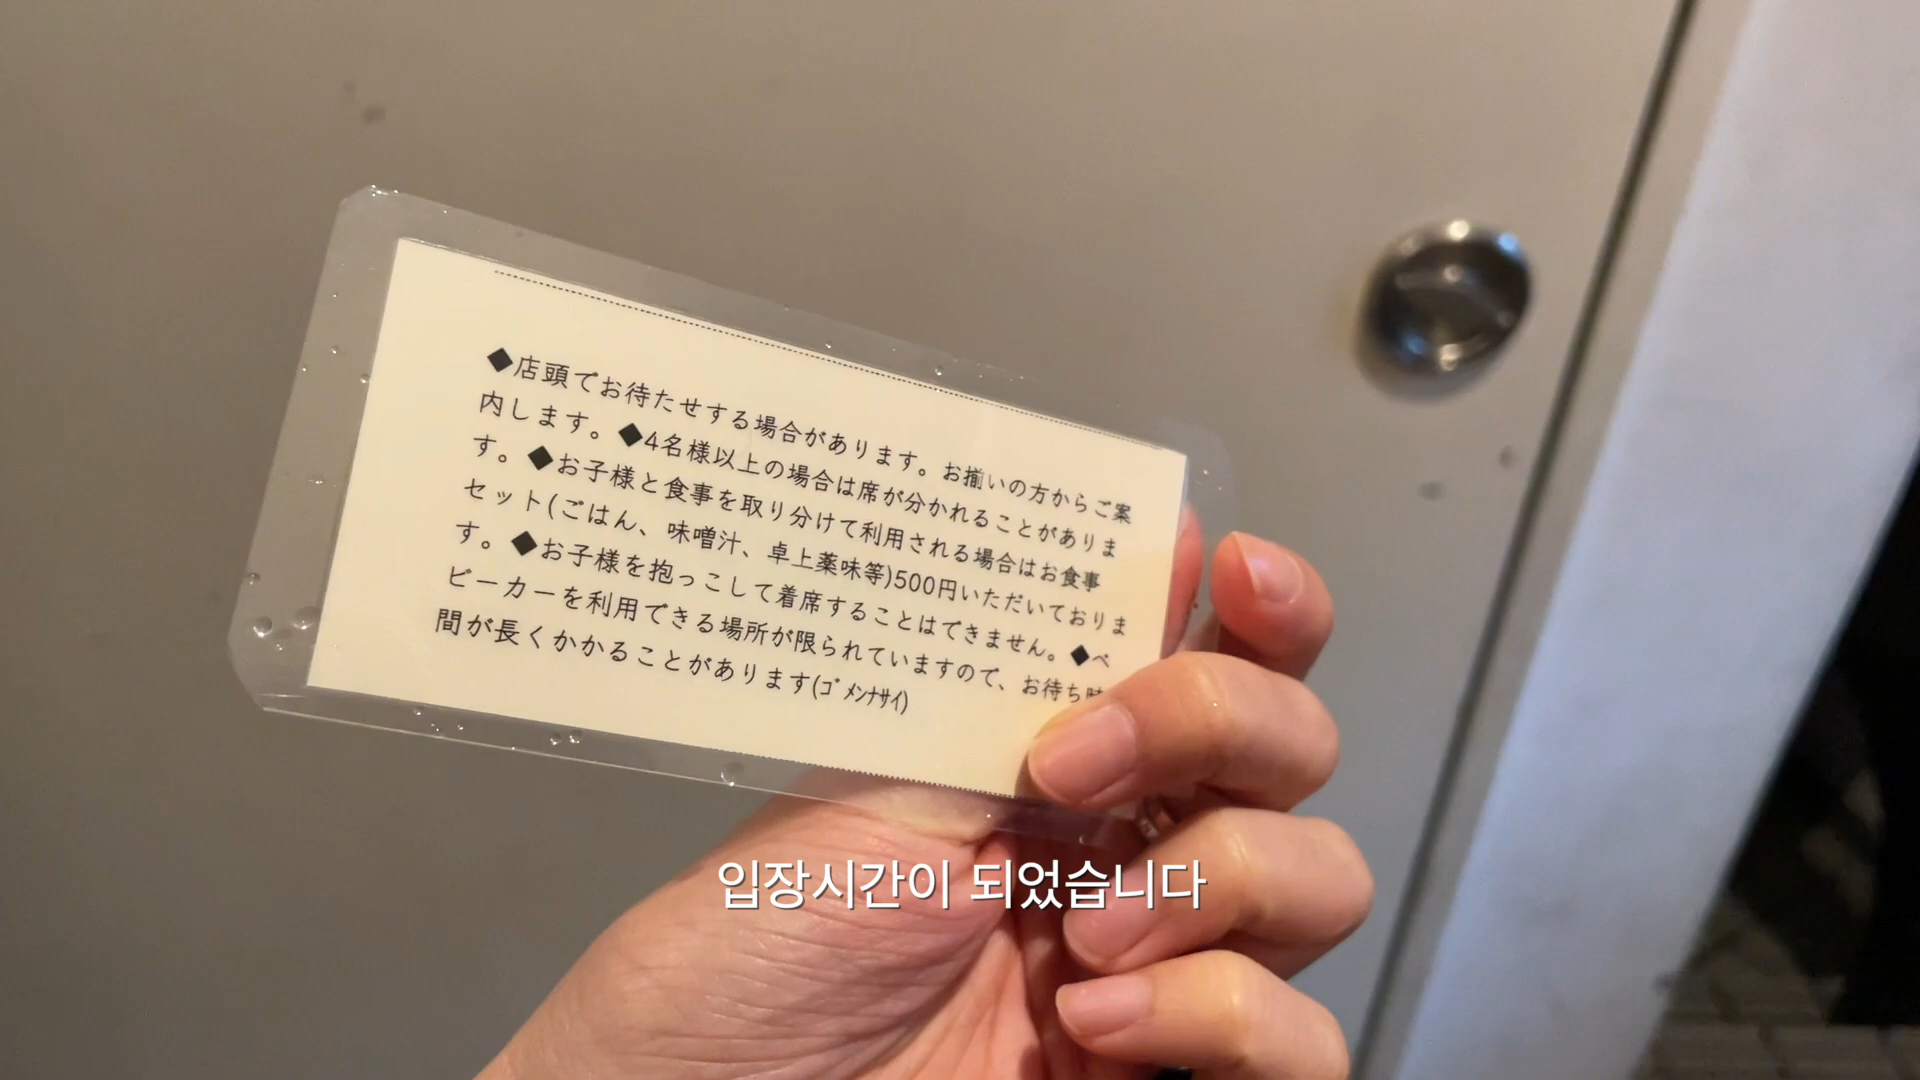 ◆店頭でお待たせする場合があります。お揃いの方からご案
内します。◆4名様以上の場合は席が分かれることがありま
す。◆お子様と食事を取り分けて利用される場合はお食事
セット(ごはん、味噌汁、卓上薬味等)500円いただいておりま
す。◆お子様を抱っこして着席することはできません。◆ベ
ビーカーを利用できる場所が限られていますので、お待ち時
間が長くかかることがあります(ｺﾞﾒﾝﾅｻｲ)
입장시간이 되었습니다